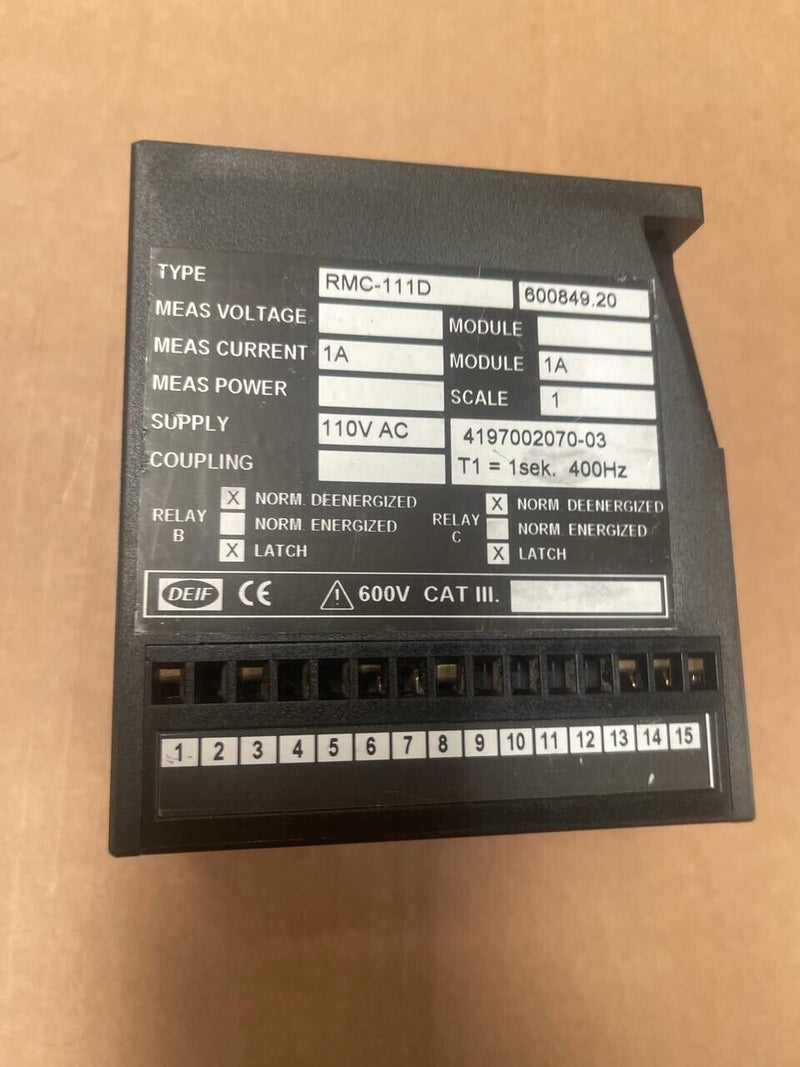 TYPE RMC-111D 600849.20
MEAS VOLTAGE MODULE
MEAS CURRENT 1A MODULE 1A
MEAS POWER SCALE 1
SUPPLY 110V AC 4197002070-03
COUPLING T1 = 1sek. 400Hz
X NORM. DEENERGIZED X NORM. DEENERGIZED
RELAY B NORM. ENERGIZED RELAY C NORM. ENERGIZED
X LATCH X LATCH
DEIF CE 600V CAT III.
1 2 3 4 5 6 7 8 9 10 11 12 13 14 15